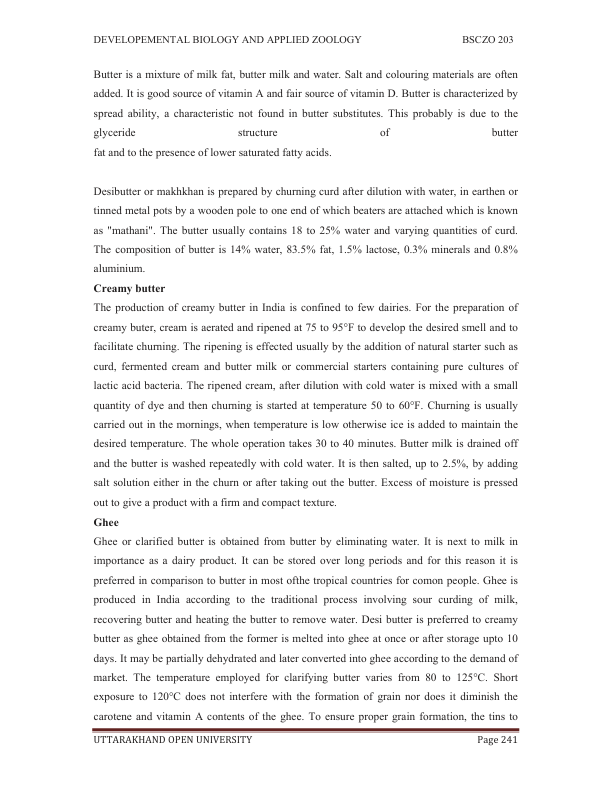 DEVELOPEMENTAL BIOLOGY AND APPLIED ZOOLOGY BSCZO 203
Butter is a mixture of milk fat, butter milk and water. Salt and colouring materials are often
added. It is good source of vitamin A and fair source of vitamin D. Butter is characterized by
spread ability, a characteristic not found in butter substitutes. This probably is due to the
glyceride structure of butter
fat and to the presence of lower saturated fatty acids.
Desibutter or makhkhan is prepared by churning curd after dilution with water, in earthen or
tinned metal pots by a wooden pole to one end of which beaters are attached which is known
as "mathani". The butter usually contains 18 to 25% water and varying quantities of curd.
The composition of butter is 14% water, 83.5% fat, 1.5% lactose, 0.3% minerals and 0.8%
aluminium.
Creamy butter
The production of creamy butter in India is confined to few dairies. For the preparation of
creamy buter, cream is aerated and ripened at 75 to 95°F to develop the desired smell and to
facilitate churning. The ripening is effected usually by the addition of natural starter such as
curd, fermented cream and butter milk or commercial starters containing pure cultures of
lactic acid bacteria. The ripened cream, after dilution with cold water is mixed with a small
quantity of dye and then churning is started at temperature 50 to 60°F. Churning is usually
carried out in the mornings, when temperature is low otherwise ice is added to maintain the
desired temperature. The whole operation takes 30 to 40 minutes. Butter milk is drained off
and the butter is washed repeatedly with cold water. It is then salted, up to 2.5%, by adding
salt solution either in the churn or after taking out the butter. Excess of moisture is pressed
out to give a product with a firm and compact texture.
Ghee
Ghee or clarified butter is obtained from butter by eliminating water. It is next to milk in
importance as a dairy product. It can be stored over long periods and for this reason it is
preferred in comparison to butter in most ofthe tropical countries for comon people. Ghee is
produced in India according to the traditional process involving sour curding of milk,
recovering butter and heating the butter to remove water. Desi butter is preferred to creamy
butter as ghee obtained from the former is melted into ghee at once or after storage upto 10
days. It may be partially dehydrated and later converted into ghee according to the demand of
market. The temperature employed for clarifying butter varies from 80 to 125°C. Short
exposure to 120°C does not interfere with the formation of grain nor does it diminish the
carotene and vitamin A contents of the ghee. To ensure proper grain formation, the tins to
UTTARAKHAND OPEN UNIVERSITY Page 241